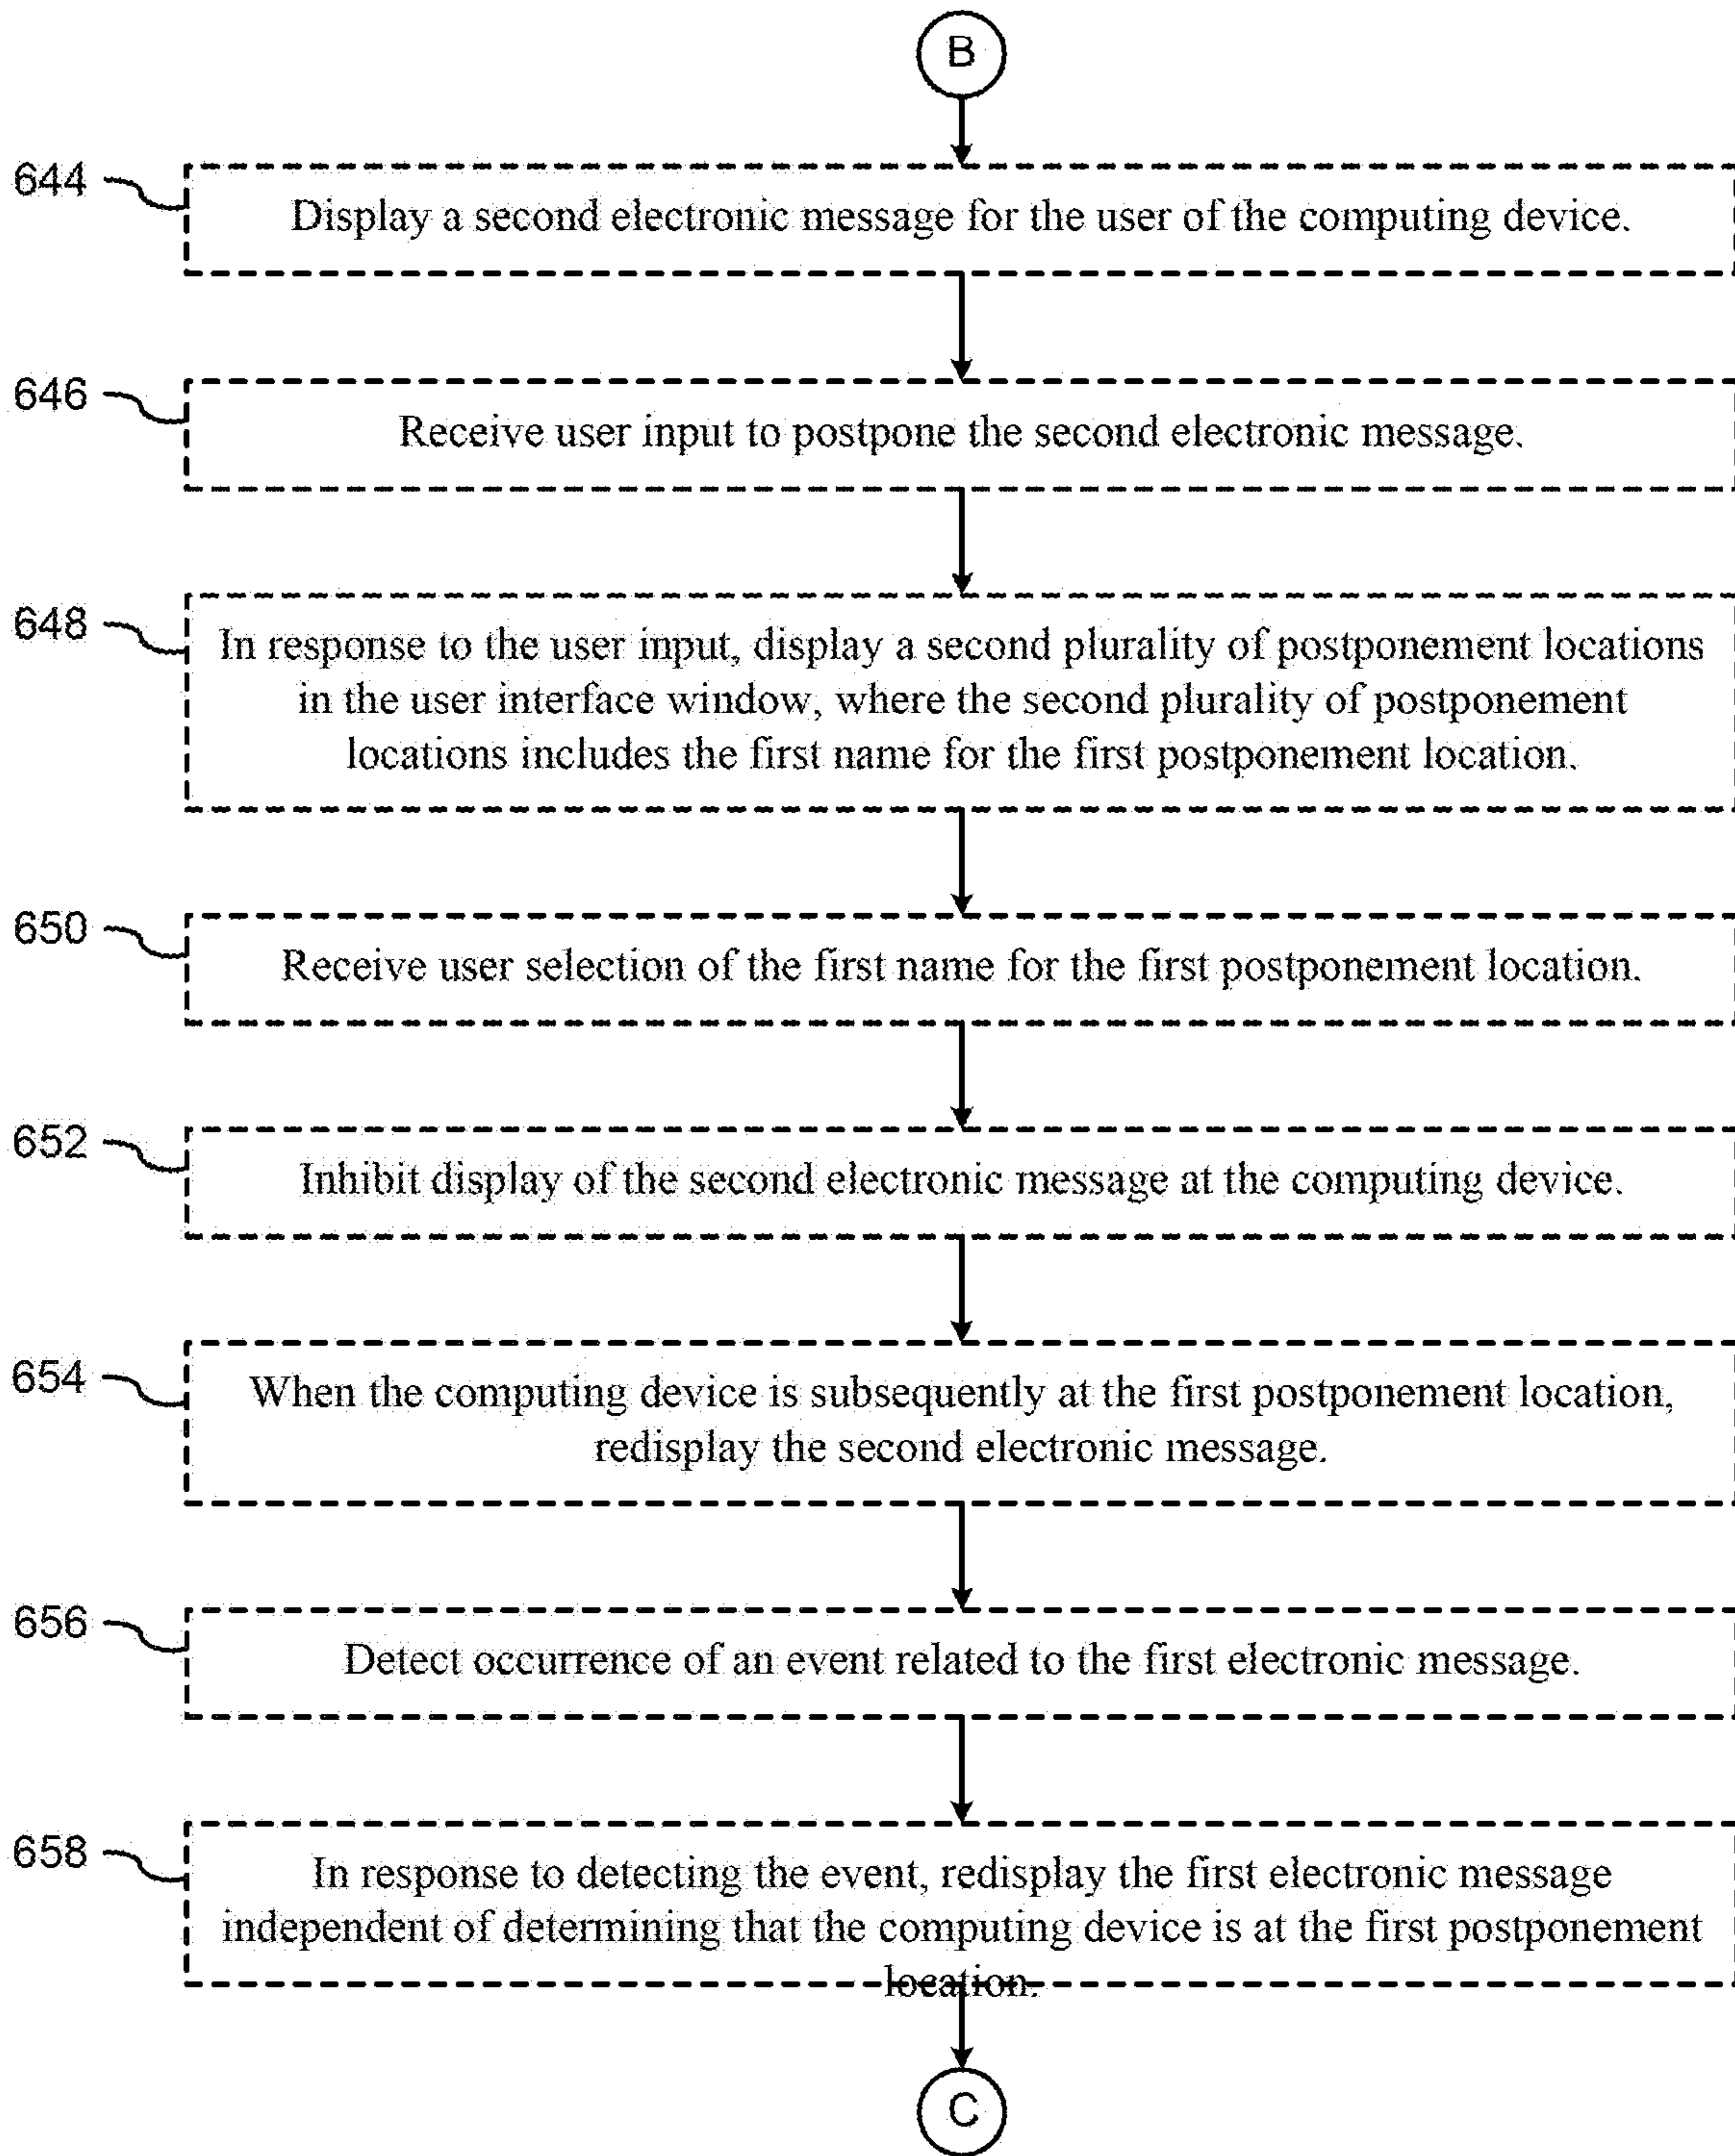 B
644
Display a second electronic message for the user of the computing device.
646
Receive user input to postpone the second electronic message.
648
In response to the user input, display a second plurality of postponement locations
in the user interface window, where the second plurality of postponement
locations includes the first name for the first postponement location.
650
Receive user selection of the first name for the first postponement location.
652
Inhibit display of the second electronic message at the computing device.
654
When the computing device is subsequently at the first postponement location,
redisplay the second electronic message.
656
Detect occurrence of an event related to the first electronic message.
658
In response to detecting the event, redisplay the first electronic message
independent of determining that the computing device is at the first postponement
location.
C